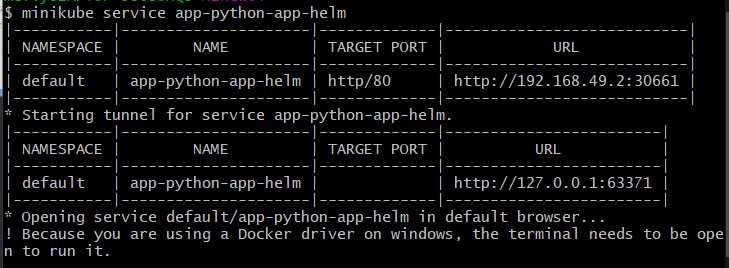 $ minikube service app-python-app-helm
|-----------|---------------------|-------------|---------------------------|
| NAMESPACE |        NAME         | TARGET PORT |            URL            |
|-----------|---------------------|-------------|---------------------------|
| default   | app-python-app-helm | http/80     | http://192.168.49.2:30661 |
|-----------|---------------------|-------------|---------------------------|
* Starting tunnel for service app-python-app-helm.
|-----------|---------------------|-------------|------------------------|
| NAMESPACE |        NAME         | TARGET PORT |          URL           |
|-----------|---------------------|-------------|------------------------|
| default   | app-python-app-helm |             | http://127.0.0.1:63371 |
|-----------|---------------------|-------------|------------------------|
* Opening service default/app-python-app-helm in default browser...
! Because you are using a Docker driver on windows, the terminal needs to be ope
n to run it.